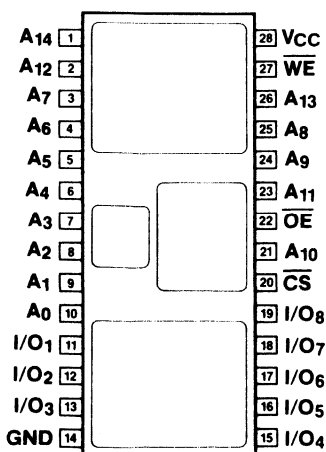 A14 1 28 VCC
A12 2 27 WE
A7 3 26 A13
A6 4 25 A8
A5 5 24 A9
A4 6 23 A11
A3 7 22 OE
A2 8 21 A10
A1 9 20 CS
A0 10 19 I/O8
I/O1 11 18 I/O7
I/O2 12 17 I/O6
I/O3 13 16 I/O5
GND 14 15 I/O4